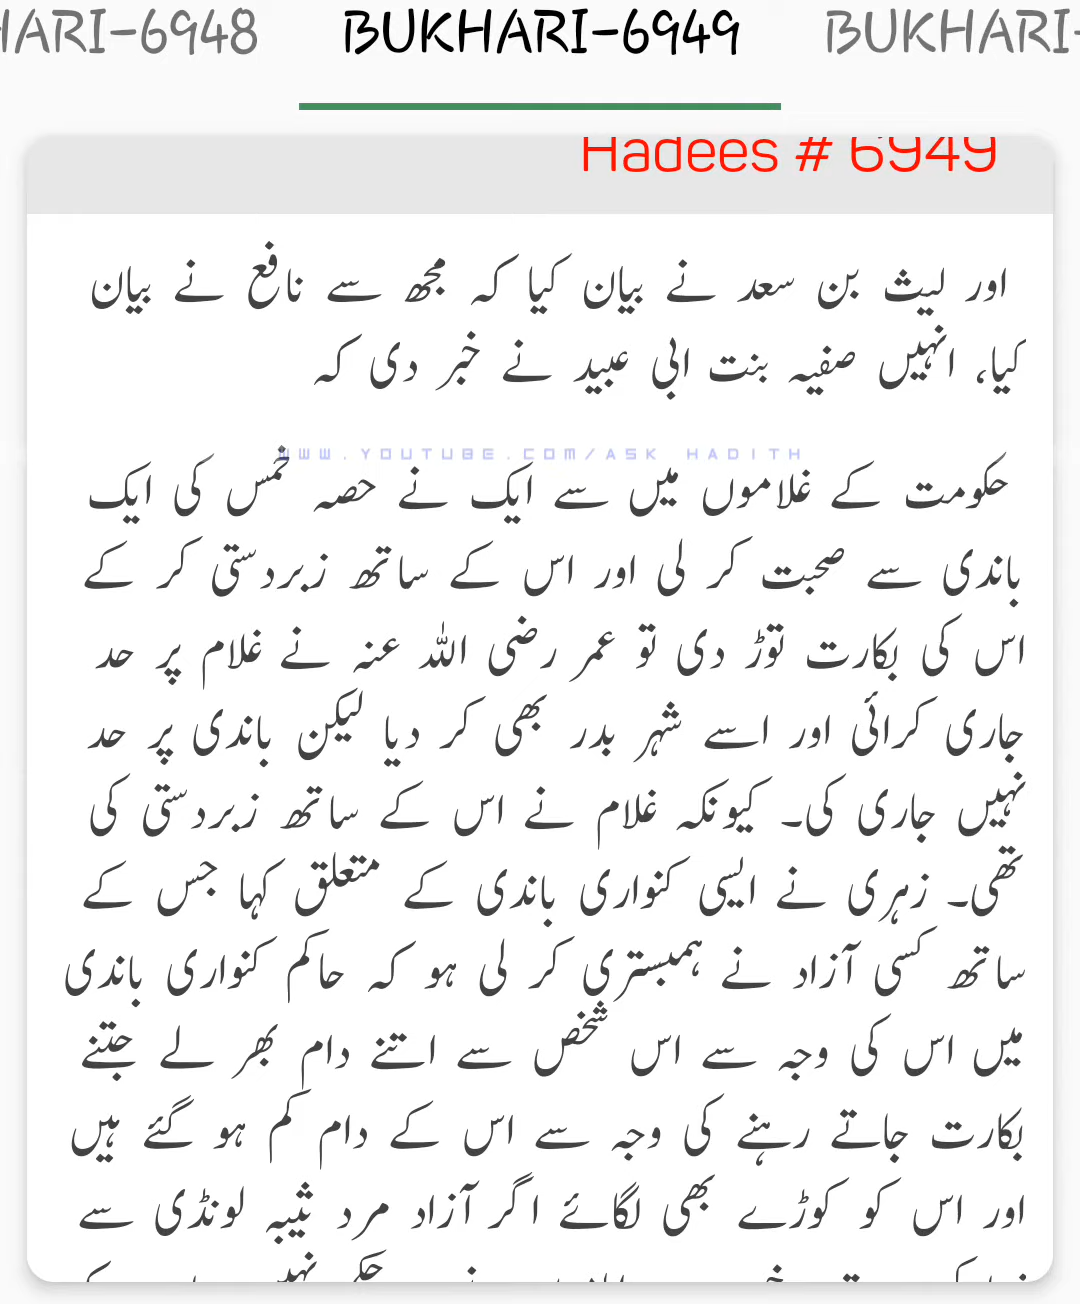 BUKHARI-6948 BUKHARI-6949 BUKHARI-
Hadees # 6949
اور لیث بن سعد نے بیان کیا کہ مجھ سے نافع نے بیان
کیا، انہیں صفیہ بنت ابی عبید نے خبر دی کہ
WWW.YOUTUBE.COM/ASK HADITH
حکومت کے غلاموں میں سے ایک نے حصہ خمس کی ایک
باندی سے صحبت کر لی اور اس کے ساتھ زبردستی کر کے
اس کی بکارت توڑ دی تو عمر رضی اللہ عنہ نے غلام پر حد
جاری کرائی اور اسے شہر بدر بھی کر دیا لیکن باندی پر حد
نہیں جاری کی۔ کیونکہ غلام نے اس کے ساتھ زبردستی کی
تھی۔ زہری نے ایسی کنواری باندی کے متعلق کہا جس کے
ساتھ کسی آزاد نے ہمبستری کر لی ہو کہ حاکم کنواری باندی
میں اس کی وجہ سے اس شخص سے اتنے دام بھر لے جتنے
بکارت جاتے رہنے کی وجہ سے اس کے دام کم ہو گئے ہیں
اور اس کو کوڑے بھی لگائے اگر آزاد مرد ثیبہ لونڈی سے